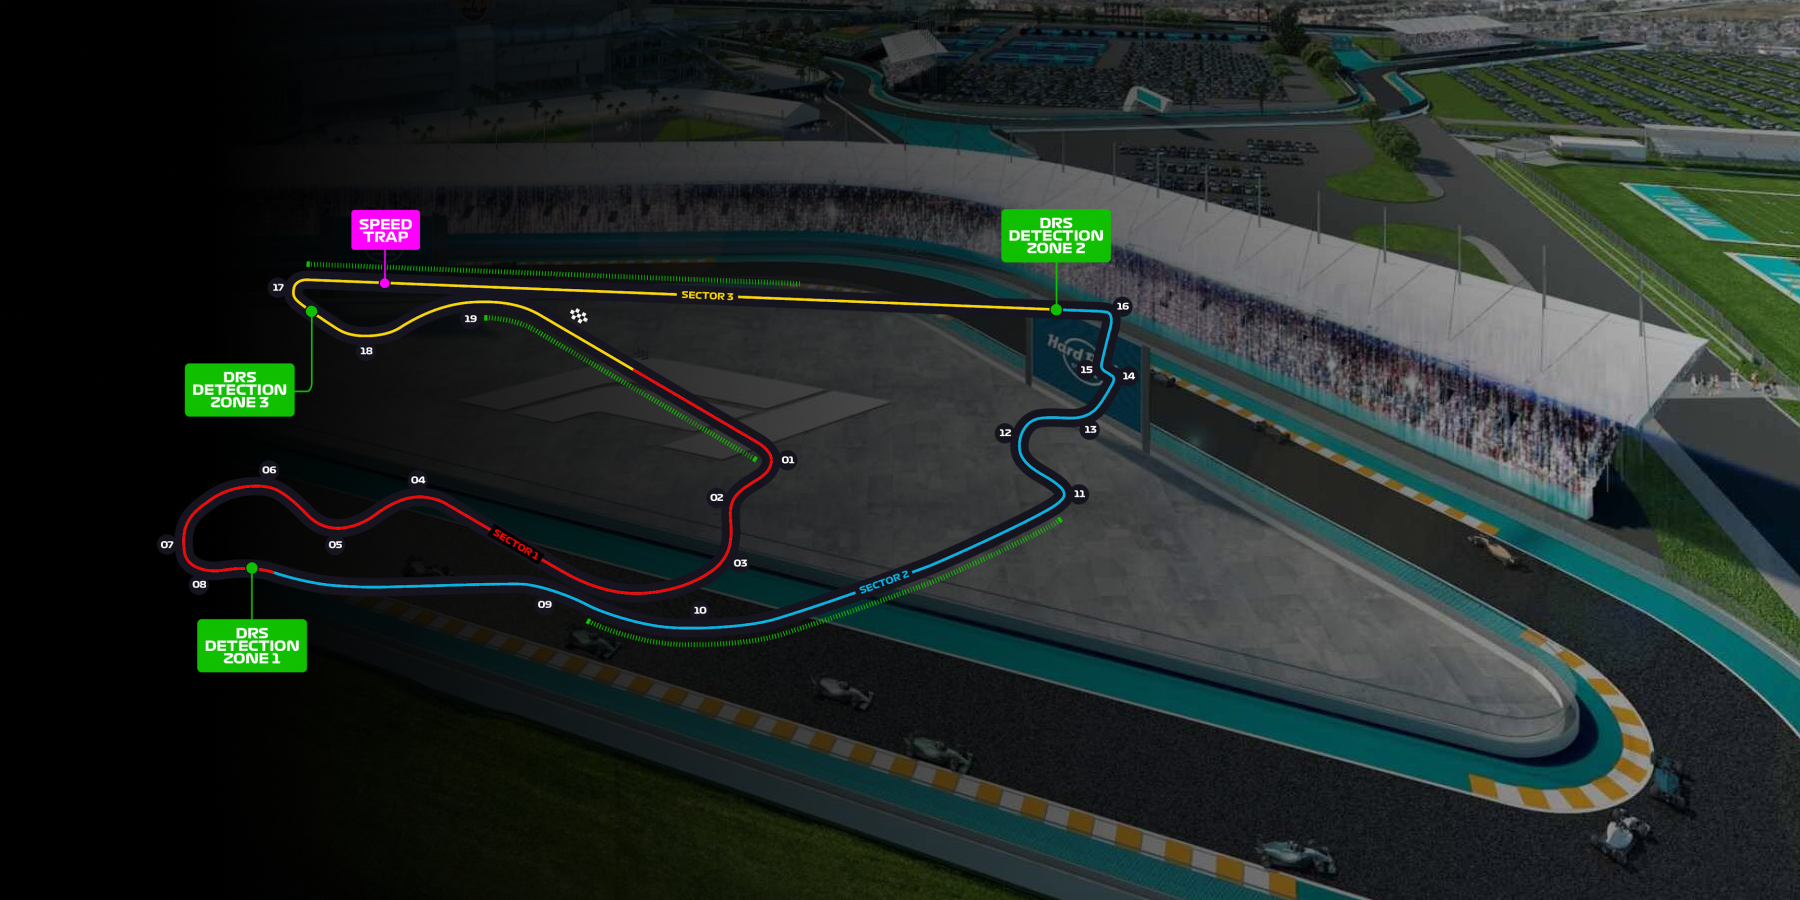 SPEED
TRAP
DRS
DETECTION
ZONE 2
17
SECTOR 3
16
19
18
15
14
DRS
DETECTION
ZONE 3
Hard
12
13
01
06
04
02
11
07
05
SECTOR 1
03
08
SECTOR 2
09
10
DRS
DETECTION
ZONE 1